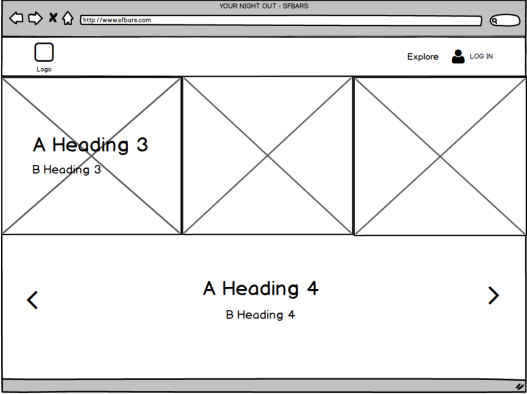 YOUR NIGHT OUT - SFBARS
http://www.sfbars.com
Logo
Explore
LOG IN
A Heading 3
B Heading 3
A Heading 4
B Heading 4